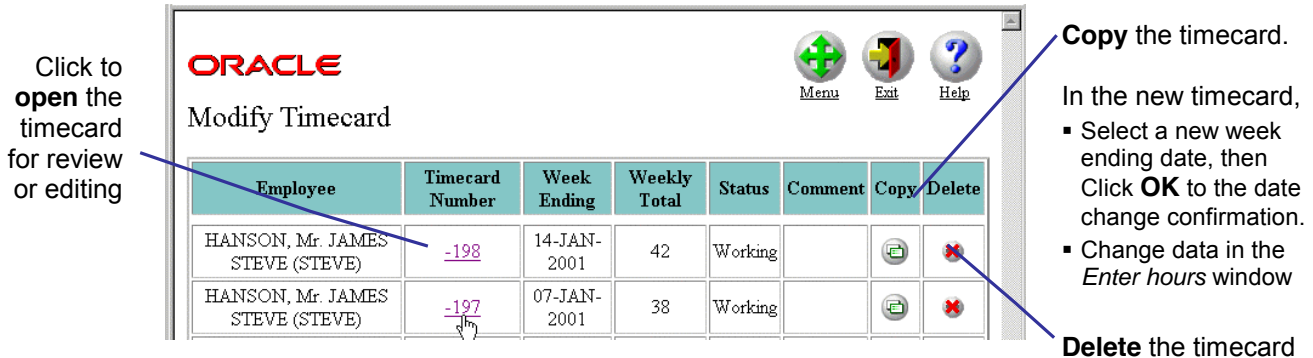 Click to
open the
timecard
for review
or editing
ORACLE
Modify Timecard
Menu Exit Help
Employee Timecard Number Week Ending Weekly Total Status Comment Copy Delete
HANSON, Mr. JAMES STEVE (STEVE) -198 14-JAN-2001 42 Working
HANSON, Mr. JAMES STEVE (STEVE) -197 07-JAN-2001 38 Working
Copy the timecard.
In the new timecard,
▪ Select a new week
ending date, then
Click OK to the date
change confirmation.
▪ Change data in the
Enter hours window
Delete the timecard